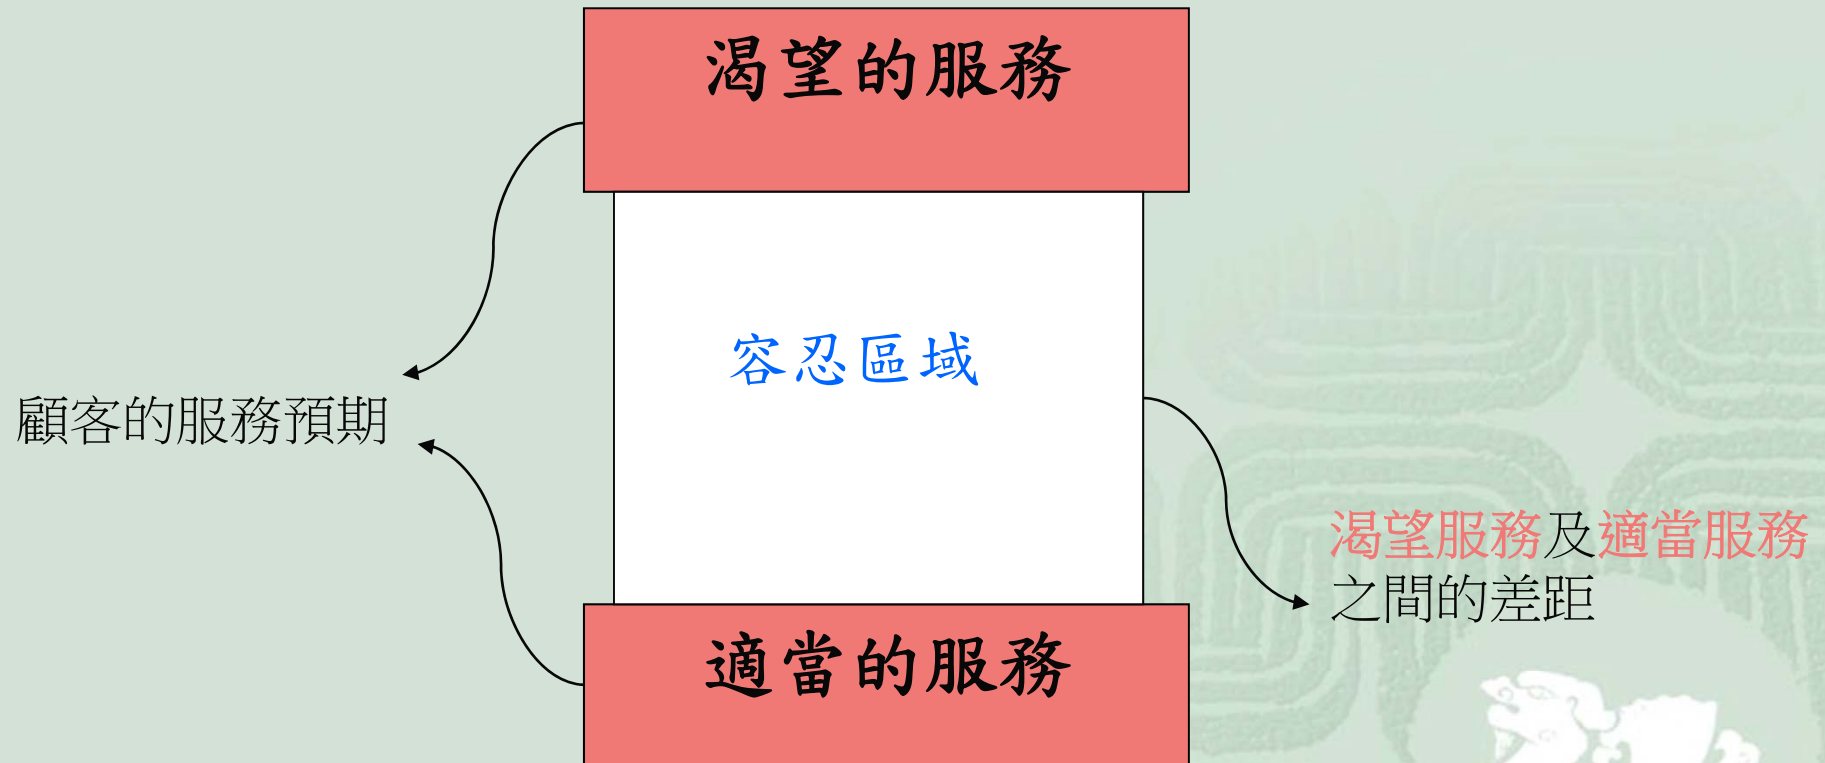 渴望的服務
容忍區域
顧客的服務預期
渴望服務及適當服務
之間的差距
適當的服務